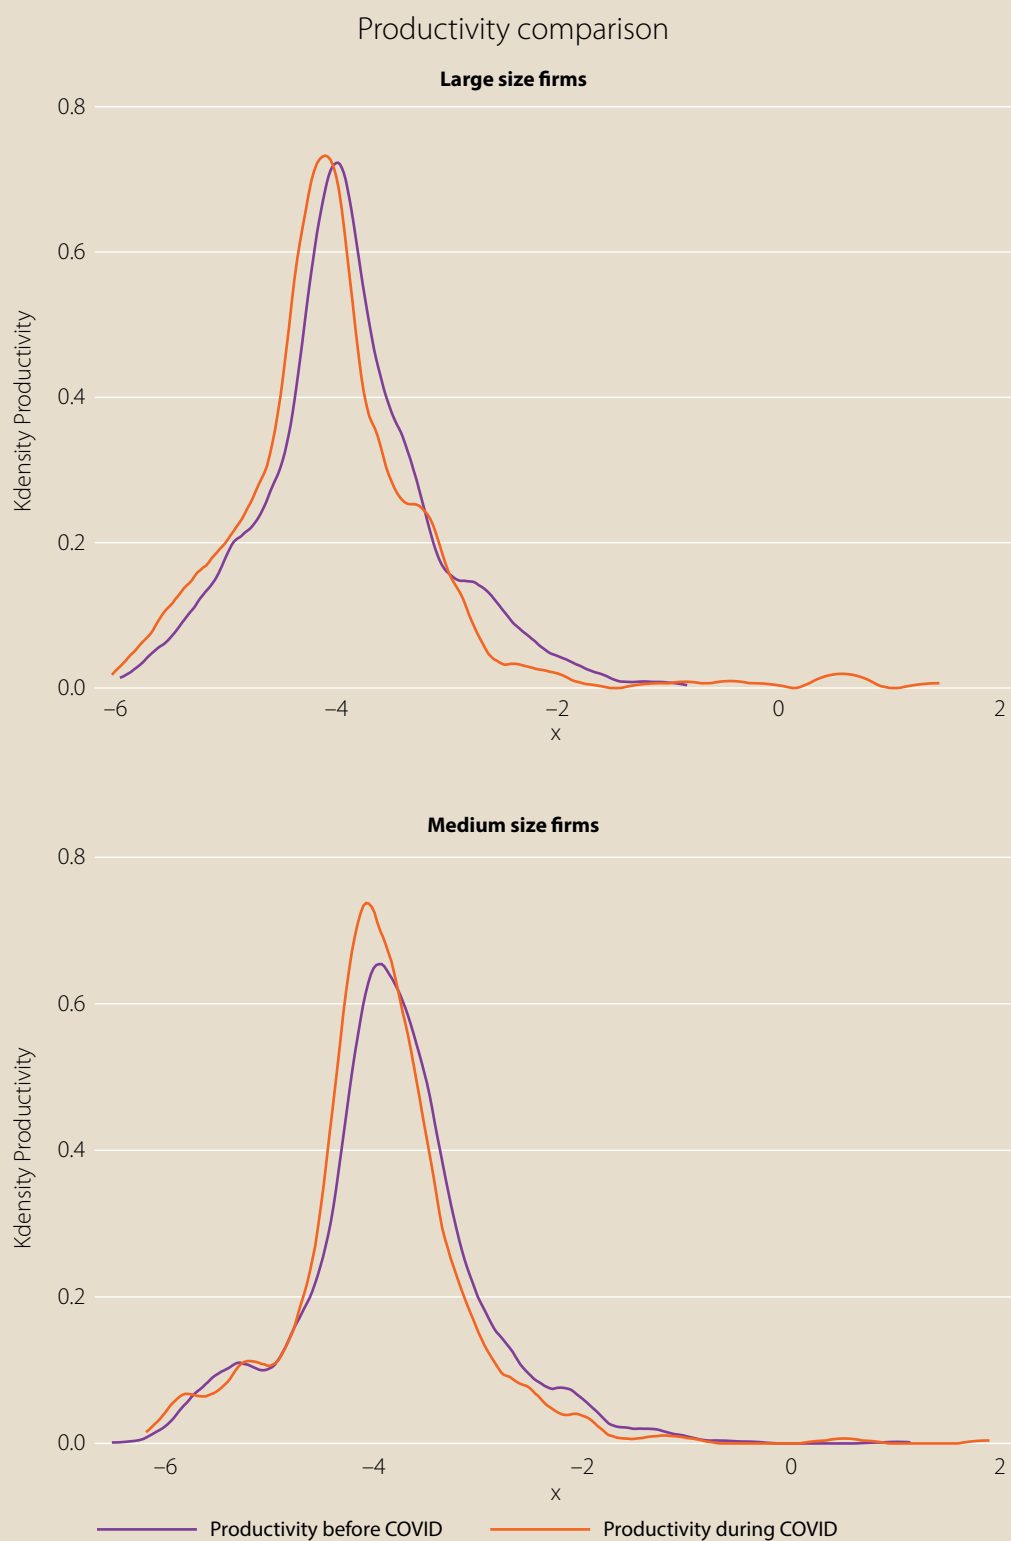 Productivity comparison
Large size firms
Kdensity Productivity
0.8
0.6
0.4
0.2
0.0
−6 −4 −2 0 2
x
Medium size firms
Kdensity Productivity
0.8
0.6
0.4
0.2
0.0
−6 −4 −2 0 2
x
Productivity before COVID Productivity during COVID